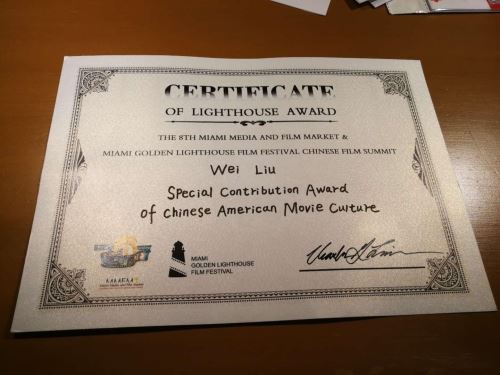 CERTIFICATE
OF LIGHTHOUSE AWARD
THE 8TH MIAMI MEDIA AND FILM MARKET &
MIAMI GOLDEN LIGHTHOUSE FILM FESTIVAL CHINESE FILM SUMMIT
Wei Liu
Special Contribution Award
of Chinese American Movie Culture
MIAMI
GOLDEN LIGHTHOUSE
FILM FESTIVAL